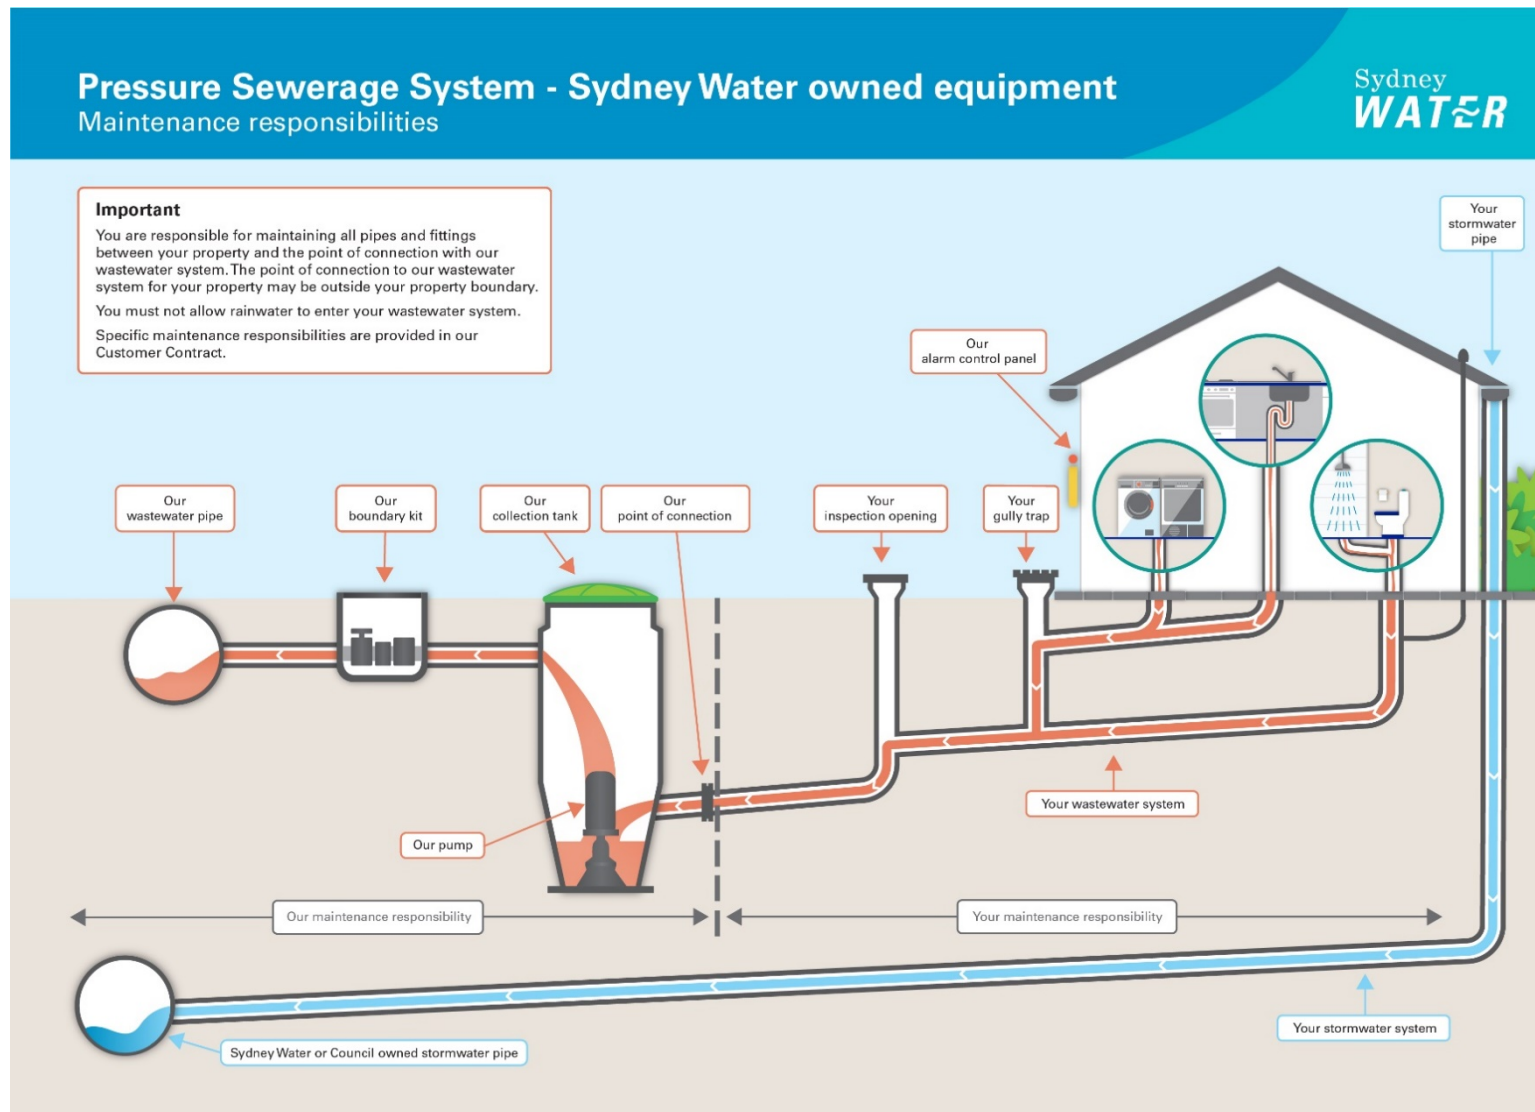 Pressure Sewerage System - Sydney Water owned equipment
Maintenance responsibilities
Sydney
WATER
Important
You are responsible for maintaining all pipes and fittings
between your property and the point of connection with our
wastewater system. The point of connection to our wastewater
system for your property may be outside your property boundary.
You must not allow rainwater to enter your wastewater system.
Specific maintenance responsibilities are provided in our
Customer Contract.
Your
stormwater
pipe
Our
alarm control panel
Our
wastewater pipe
Our
boundary kit
Our
collection tank
Our
point of connection
Your
inspection opening
Your
gully trap
Your wastewater system
Our pump
Our maintenance responsibility
Your maintenance responsibility
Your stormwater system
Sydney Water or Council owned stormwater pipe